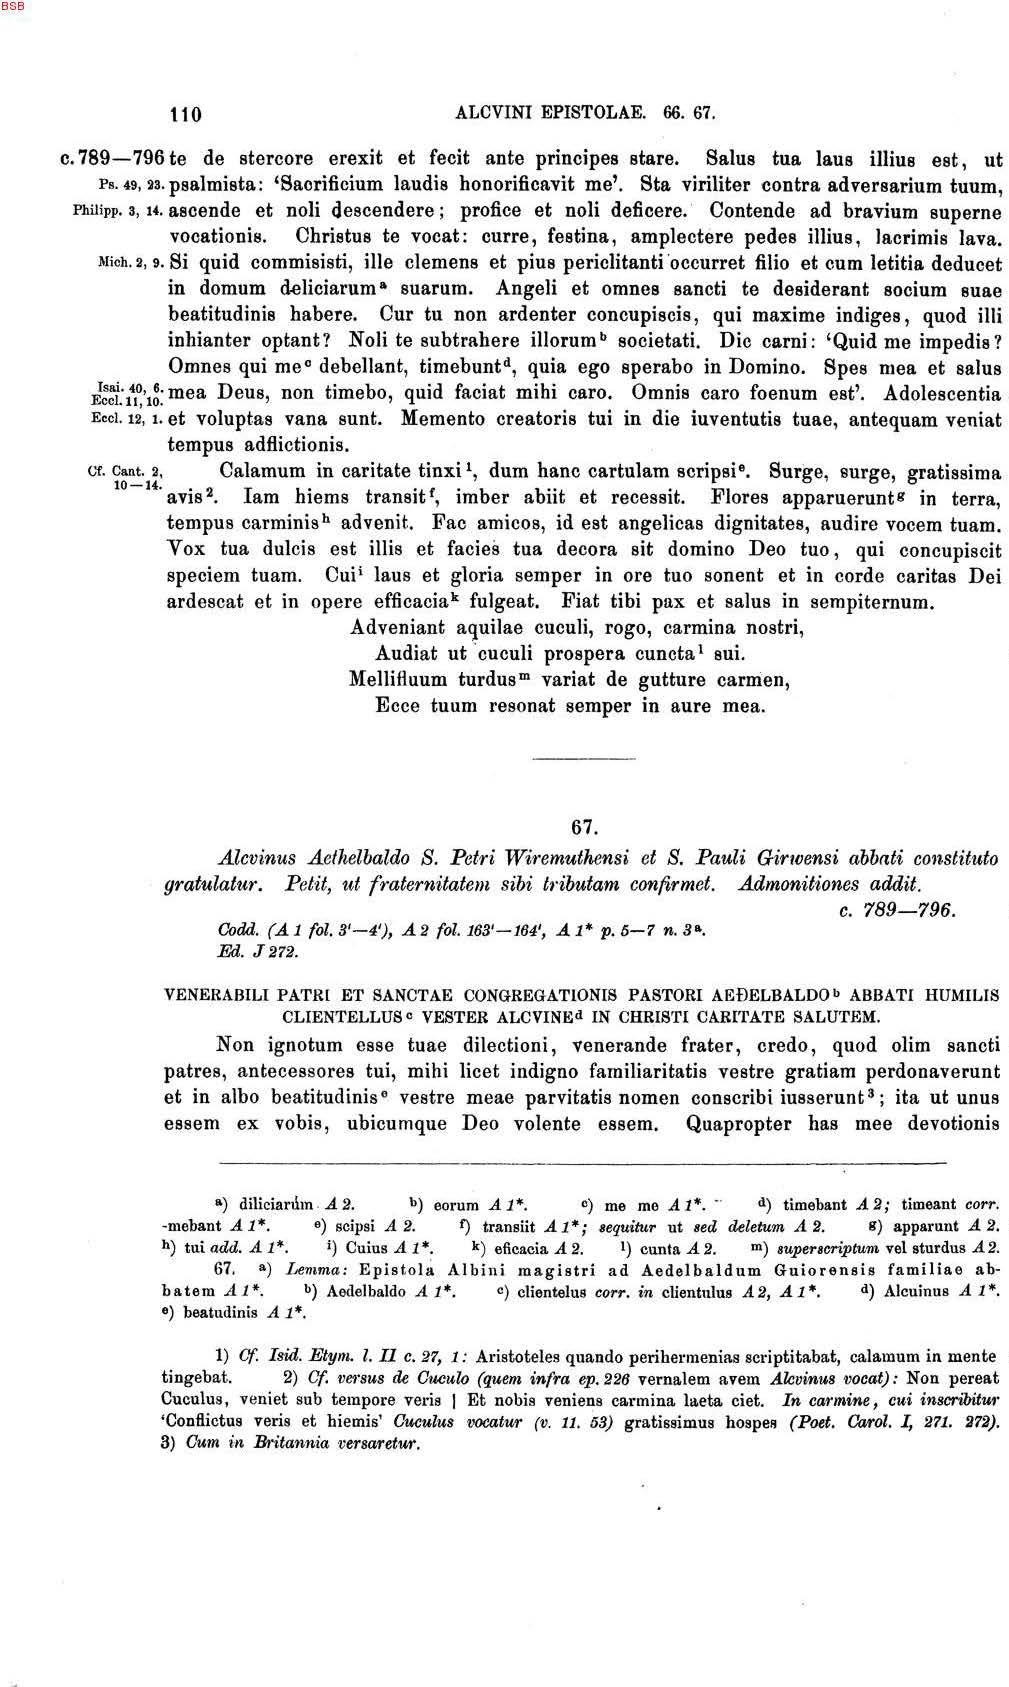 BSB
110 ALCVINI EPISTOLAE. 66. 67.
c. 789—796 te de stercore erexit et fecit ante principes stare. Salus tua laus illius est, ut
Ps. 49, 23. psalmista: ‘Sacrificium laudis honorificavit me’. Sta viriliter contra adversarium tuum,
Philipp. 3, 14. ascende et noli descendere; profice et noli deficere. Contende ad bravium superne
vocationis. Christus te vocat: curre, festina, amplectere pedes illius, lacrimis lava.
Mich. 2, 9. Si quid commisisti, ille clemens et pius periclitanti occurret filio et cum letitia deducet
in domum deliciarumᵃ suarum. Angeli et omnes sancti te desiderant socium suae
beatitudinis habere. Cur tu non ardenter concupiscis, qui maxime indiges, quod illi
inhianter optant? Noli te subtrahere illorumᵇ societati. Dic carni: ‘Quid me impedis?
Omnes qui meᶜ debellant, timebuntᵈ, quia ego sperabo in Domino. Spes mea et salus
Isai. 40, 6. Eccl. 11, 10. mea Deus, non timebo, quid faciat mihi caro. Omnis caro foenum est’. Adolescentia
Eccl. 12, 1. et voluptas vana sunt. Memento creatoris tui in die iuventutis tuae, antequam veniat
tempus adflictionis.
Cf. Cant. 2, 10—14. Calamum in caritate tinxi¹, dum hanc cartulam scripsiᵉ. Surge, surge, gratissima
avis². Iam hiems transitᶠ, imber abiit et recessit. Flores apparueruntᵍ in terra,
tempus carminisʰ advenit. Fac amicos, id est angelicas dignitates, audire vocem tuam.
Vox tua dulcis est illis et facies tua decora sit domino Deo tuo, qui concupiscit
speciem tuam. Cuiⁱ laus et gloria semper in ore tuo sonent et in corde caritas Dei
ardescat et in opere efficaciaᵏ fulgeat. Fiat tibi pax et salus in sempiternum.
Adveniant aquilae cuculi, rogo, carmina nostri,
Audiat ut cuculi prospera cunctaˡ sui.
Mellifluum turdusᵐ variat de gutture carmen,
Ecce tuum resonat semper in aure mea.
67.
Alcvinus Aethelbaldo S. Petri Wiremuthensi et S. Pauli Girwensi abbati constituto
gratulatur. Petit, ut fraternitatem sibi tributam confirmet. Admonitiones addit.
c. 789—796.
Codd. (A 1 fol. 3'—4'), A 2 fol. 163'—164', A 1* p. 5—7 n. 3ᵃ.
Ed. J 272.
VENERABILI PATRI ET SANCTAE CONGREGATIONIS PASTORI AEÐELBALDOᵇ ABBATI HUMILIS
CLIENTELLUSᶜ VESTER ALCVINEᵈ IN CHRISTI CARITATE SALUTEM.
Non ignotum esse tuae dilectioni, venerande frater, credo, quod olim sancti
patres, antecessores tui, mihi licet indigno familiaritatis vestre gratiam perdonaverunt
et in albo beatitudinisᵉ vestre meae parvitatis nomen conscribi iusserunt³; ita ut unus
essem ex vobis, ubicumque Deo volente essem. Quapropter has mee devotionis
a) diliciarum A 2. b) eorum A 1*. c) me me A 1*. d) timebant A 2; timeant corr.
-mebant A 1*. e) scipsi A 2. f) transiit A 1*; sequitur ut sed deletum A 2. g) apparunt A 2.
h) tui add. A 1*. i) Cuius A 1*. k) eficacia A 2. l) cunta A 2. m) superscriptum vel sturdus A 2.
67. a) Lemma: Epistola Albini magistri ad Aedelbaldum Guiorensis familiae ab-
batem A 1*. b) Aedelbaldo A 1*. c) clientelus corr. in clientulus A 2, A 1*. d) Alcuinus A 1*.
e) beatudinis A 1*.
1) Cf. Isid. Etym. l. II c. 27, 1: Aristoteles quando perihermenias scriptitabat, calamum in mente
tingebat. 2) Cf. versus de Cuculo (quem infra ep. 226 vernalem avem Alcvinus vocat): Non pereat
Cuculus, veniet sub tempore veris | Et nobis veniens carmina laeta ciet. In carmine, cui inscribitur
‘Conflictus veris et hiemis’ Cuculus vocatur (v. 11. 53) gratissimus hospes (Poet. Carol. I, 271. 272).
3) Cum in Britannia versaretur.